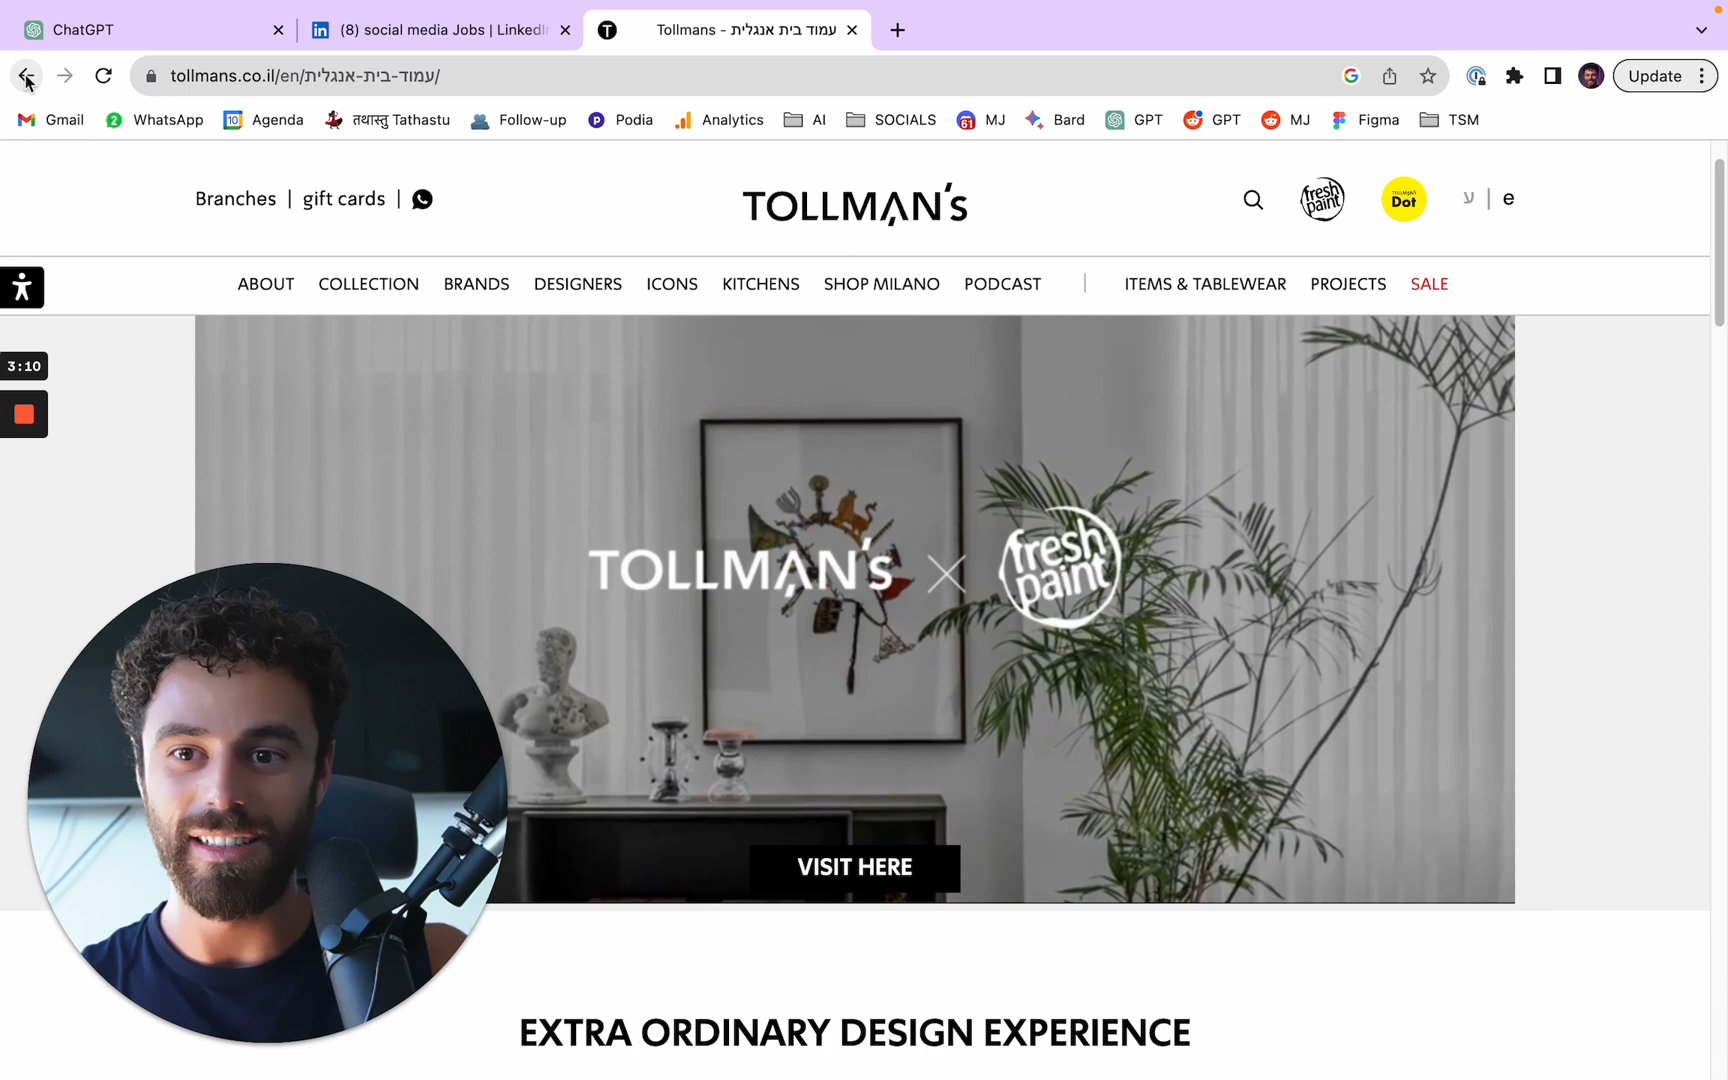 ChatGPT
(8) social media Jobs | LinkedIn
Tollmans - עמוד בית אנגלית
tollmans.co.il/en/עמוד-בית-אנגלית/
Update
Gmail
WhatsApp
Agenda
तथास्तु Tathastu
Follow-up
Podia
Analytics
AI
SOCIALS
MJ
Bard
GPT
GPT
MJ
Figma
TSM
2
10
61
Branches | gift cards |
TOLLMAN's
fresh paint
TOLLMAN'S
Dot
ע | e
ABOUT COLLECTION BRANDS DESIGNERS ICONS KITCHENS SHOP MILANO PODCAST | ITEMS & TABLEWEAR PROJECTS SALE
3:10
TOLLMAN's × fresh paint
VISIT HERE
EXTRA ORDINARY DESIGN EXPERIENCE